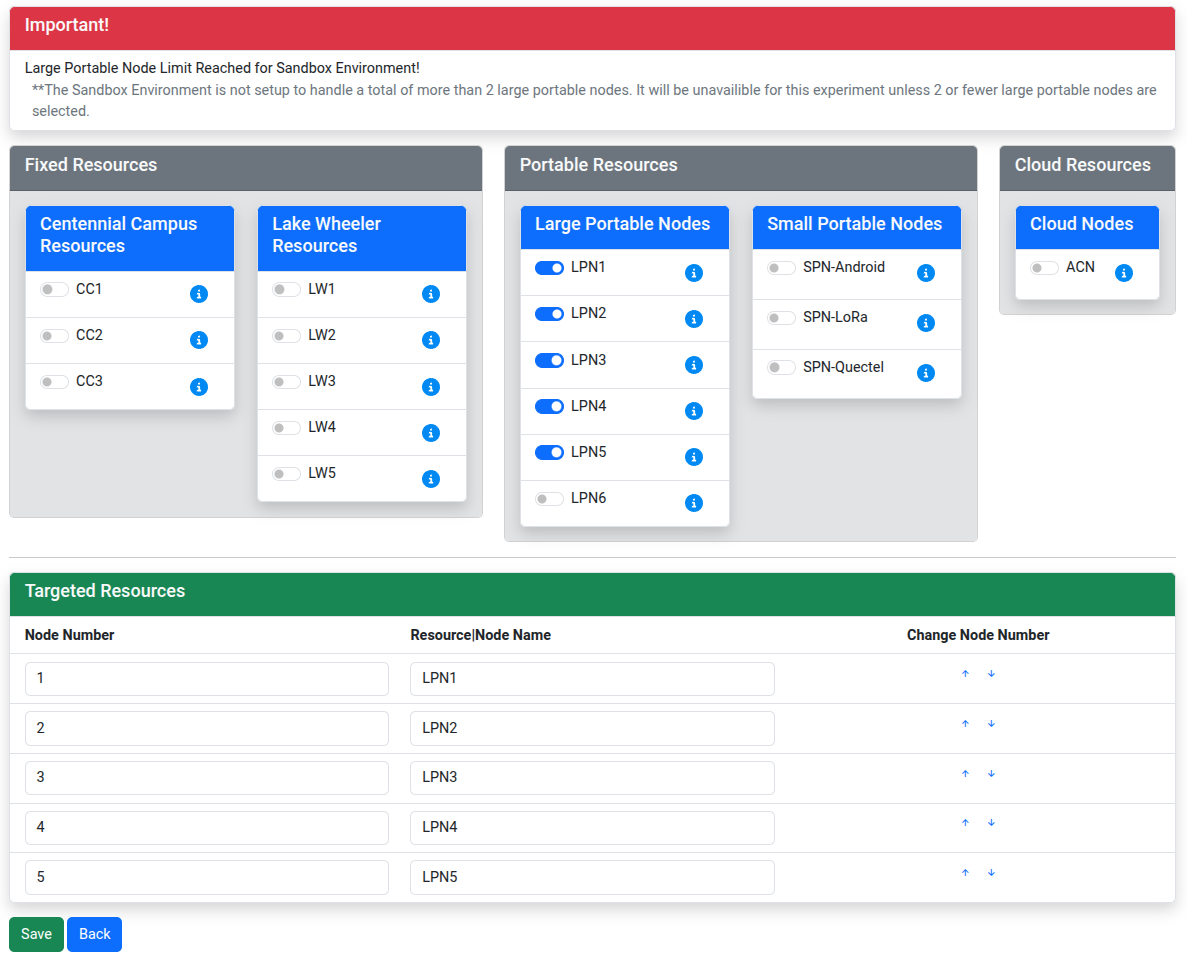 Important!
Large Portable Node Limit Reached for Sandbox Environment!
**The Sandbox Environment is not setup to handle a total of more than 2 large portable nodes. It will be unavailible for this experiment unless 2 or fewer large portable nodes are
selected.
Fixed Resources
Centennial Campus
Resources
CC1
CC2
CC3
Lake Wheeler
Resources
LW1
LW2
LW3
LW4
LW5
Portable Resources
Large Portable Nodes
LPN1
LPN2
LPN3
LPN4
LPN5
LPN6
Small Portable Nodes
SPN-Android
SPN-LoRa
SPN-Quectel
Cloud Resources
Cloud Nodes
ACN
Targeted Resources
Node Number Resource|Node Name Change Node Number
1 LPN1 ↑ ↓
2 LPN2 ↑ ↓
3 LPN3 ↑ ↓
4 LPN4 ↑ ↓
5 LPN5 ↑ ↓
Save Back